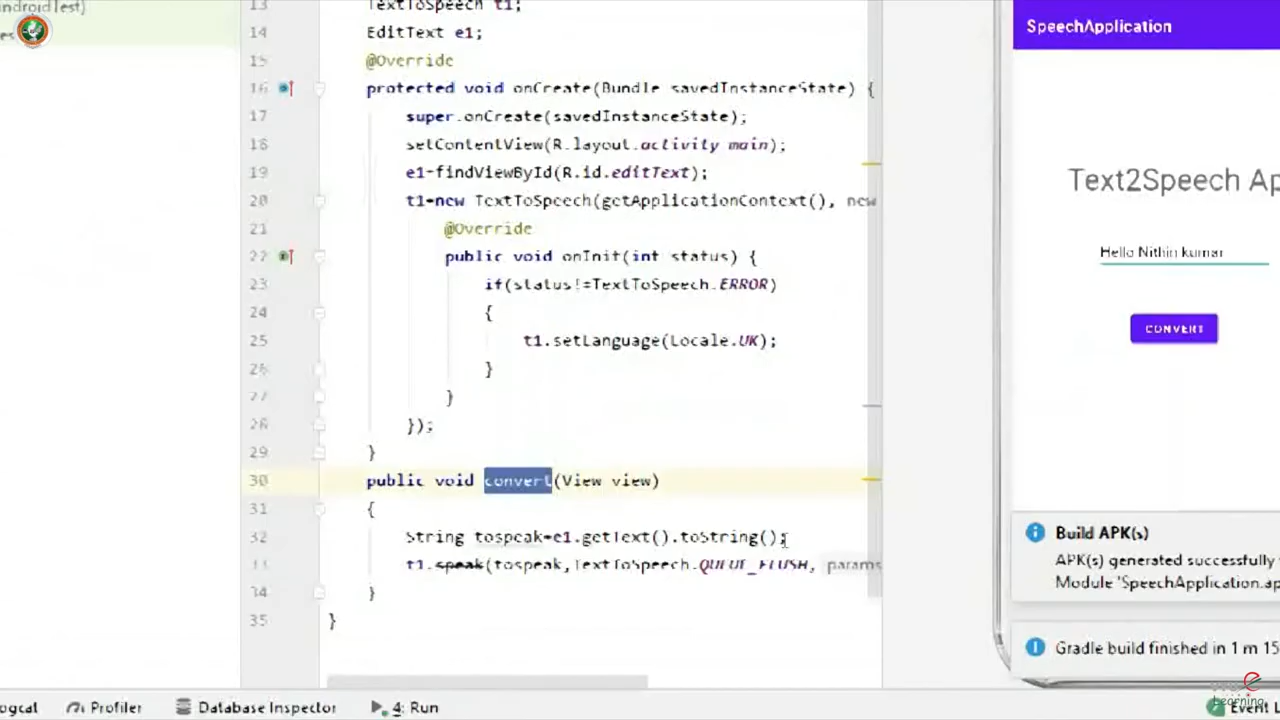 ndroidTest)
13 TextToSpeech t1;
14 EditText e1;
15 @Override
16 protected void onCreate(Bundle savedInstanceState) {
17 super.onCreate(savedInstanceState);
18 setContentView(R.layout.activity_main);
19 e1=findViewById(R.id.editText);
20 t1=new TextToSpeech(getApplicationContext(), new
21 @Override
22 public void onInit(int status) {
23 if(status!=TextToSpeech.ERROR)
24 {
25 t1.setLanguage(Locale.UK);
26 }
27 }
28 });
29 }
30 public void convert(View view)
31 {
32 String tospeak=e1.getText().toString();
33 t1.speak(tospeak,TextToSpeech.QUEUE_FLUSH, params
34 }
35 }
SpeechApplication
Text2Speech Ap
Hello Nithin kumar
CONVERT
Build APK(s)
APK(s) generated successfully
Module 'SpeechApplication.ap
Gradle build finished in 1 m 15
ogcat Profiler Database Inspector 4: Run Event L
Learning